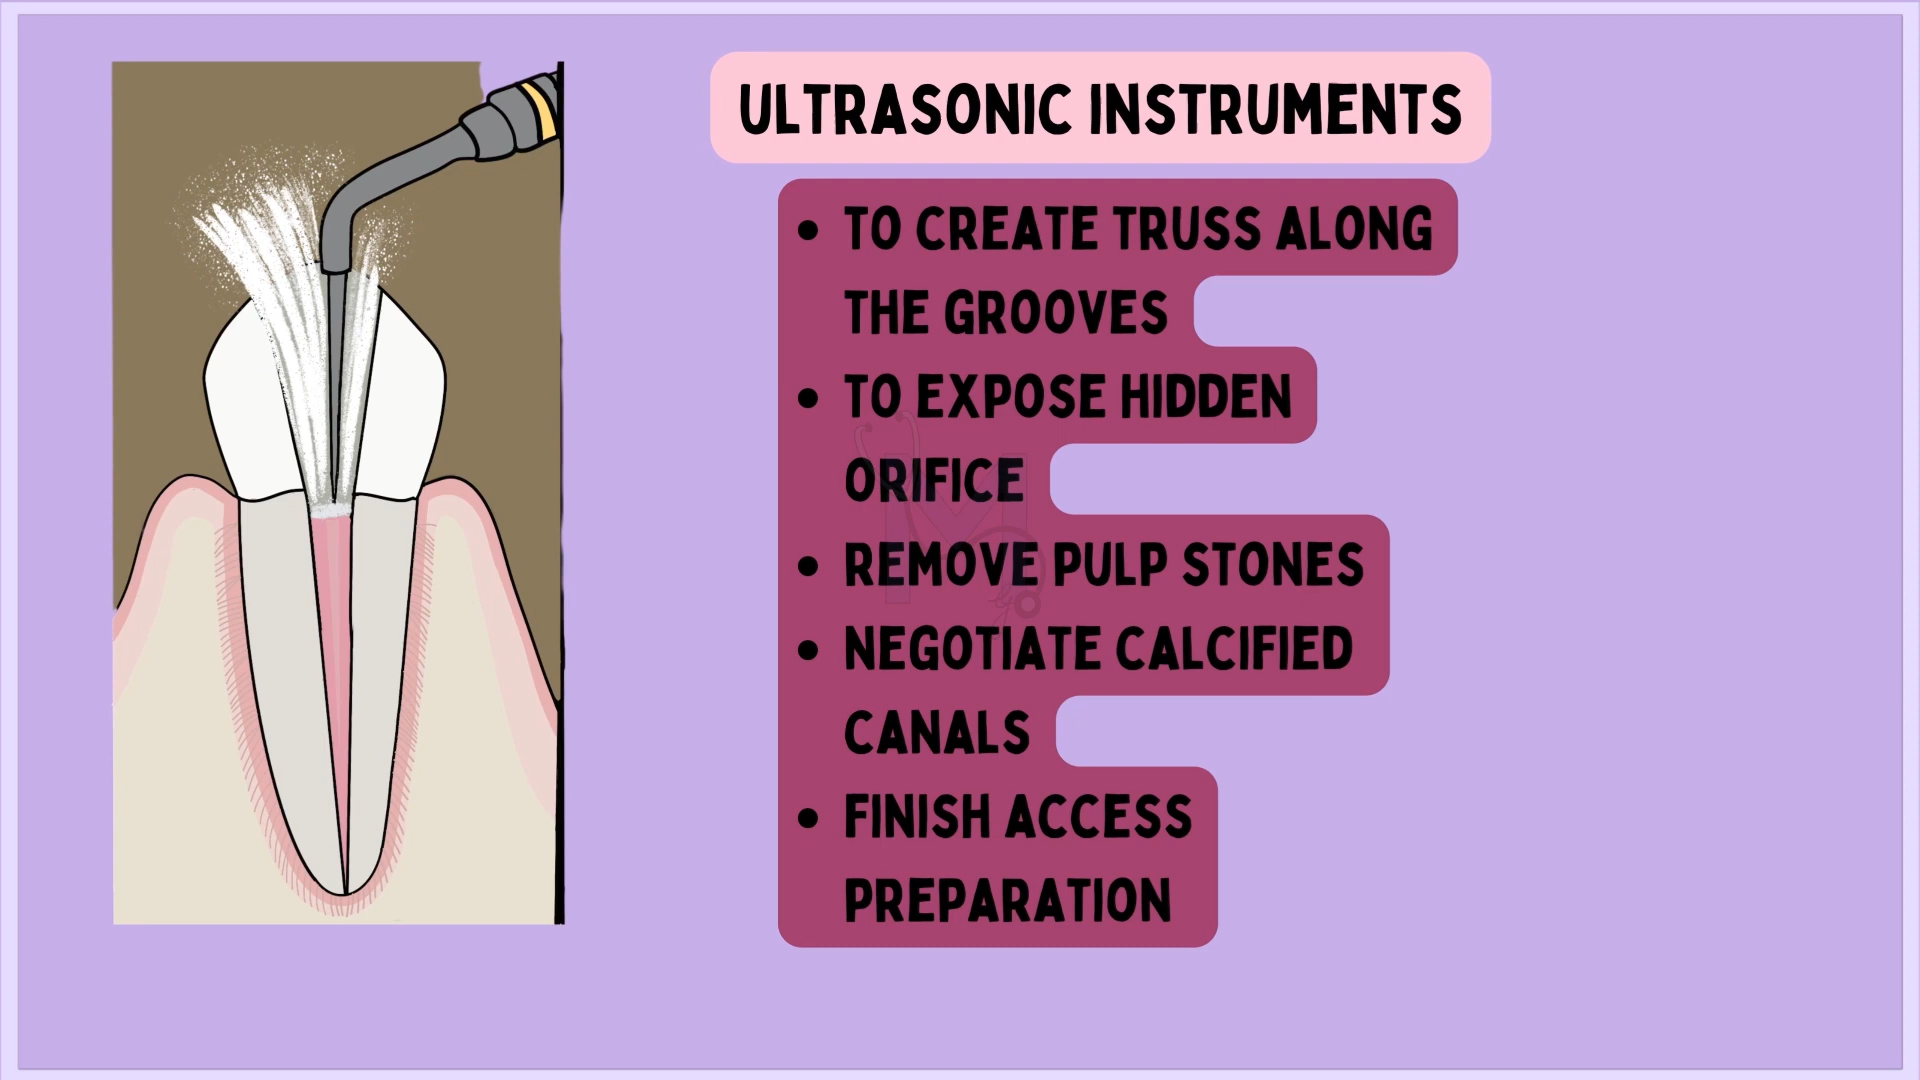 ULTRASONIC INSTRUMENTS
• TO CREATE TRUSS ALONG
THE GROOVES
• TO EXPOSE HIDDEN
ORIFICE
• REMOVE PULP STONES
• NEGOTIATE CALCIFIED
CANALS
• FINISH ACCESS
PREPARATION